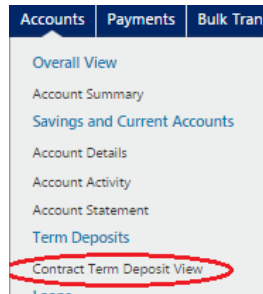 Accounts Payments Bulk Tran
Overall View
Account Summary
Savings and Current Accounts
Account Details
Account Activity
Account Statement
Term Deposits
Contract Term Deposit View